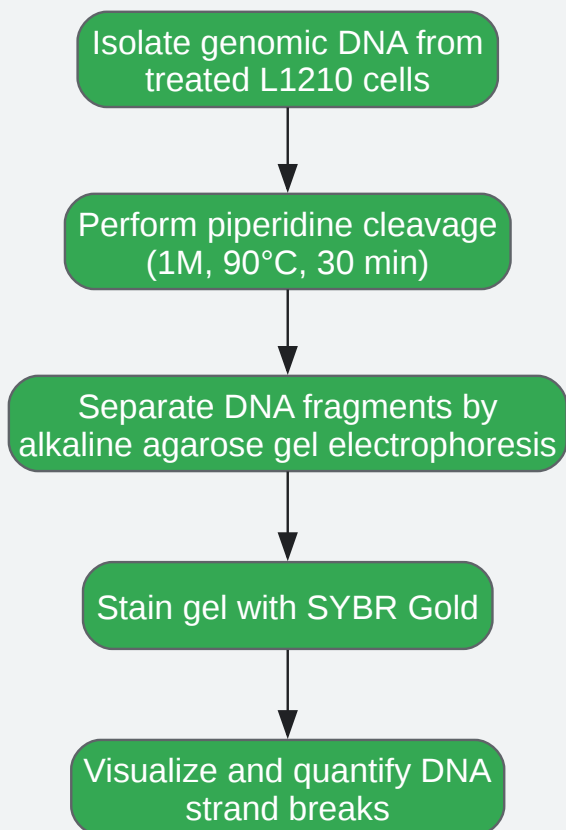 Isolate genomic DNA from
treated L1210 cells
Perform piperidine cleavage
(1M, 90°C, 30 min)
Separate DNA fragments by
alkaline agarose gel electrophoresis
Stain gel with SYBR Gold
Visualize and quantify DNA
strand breaks